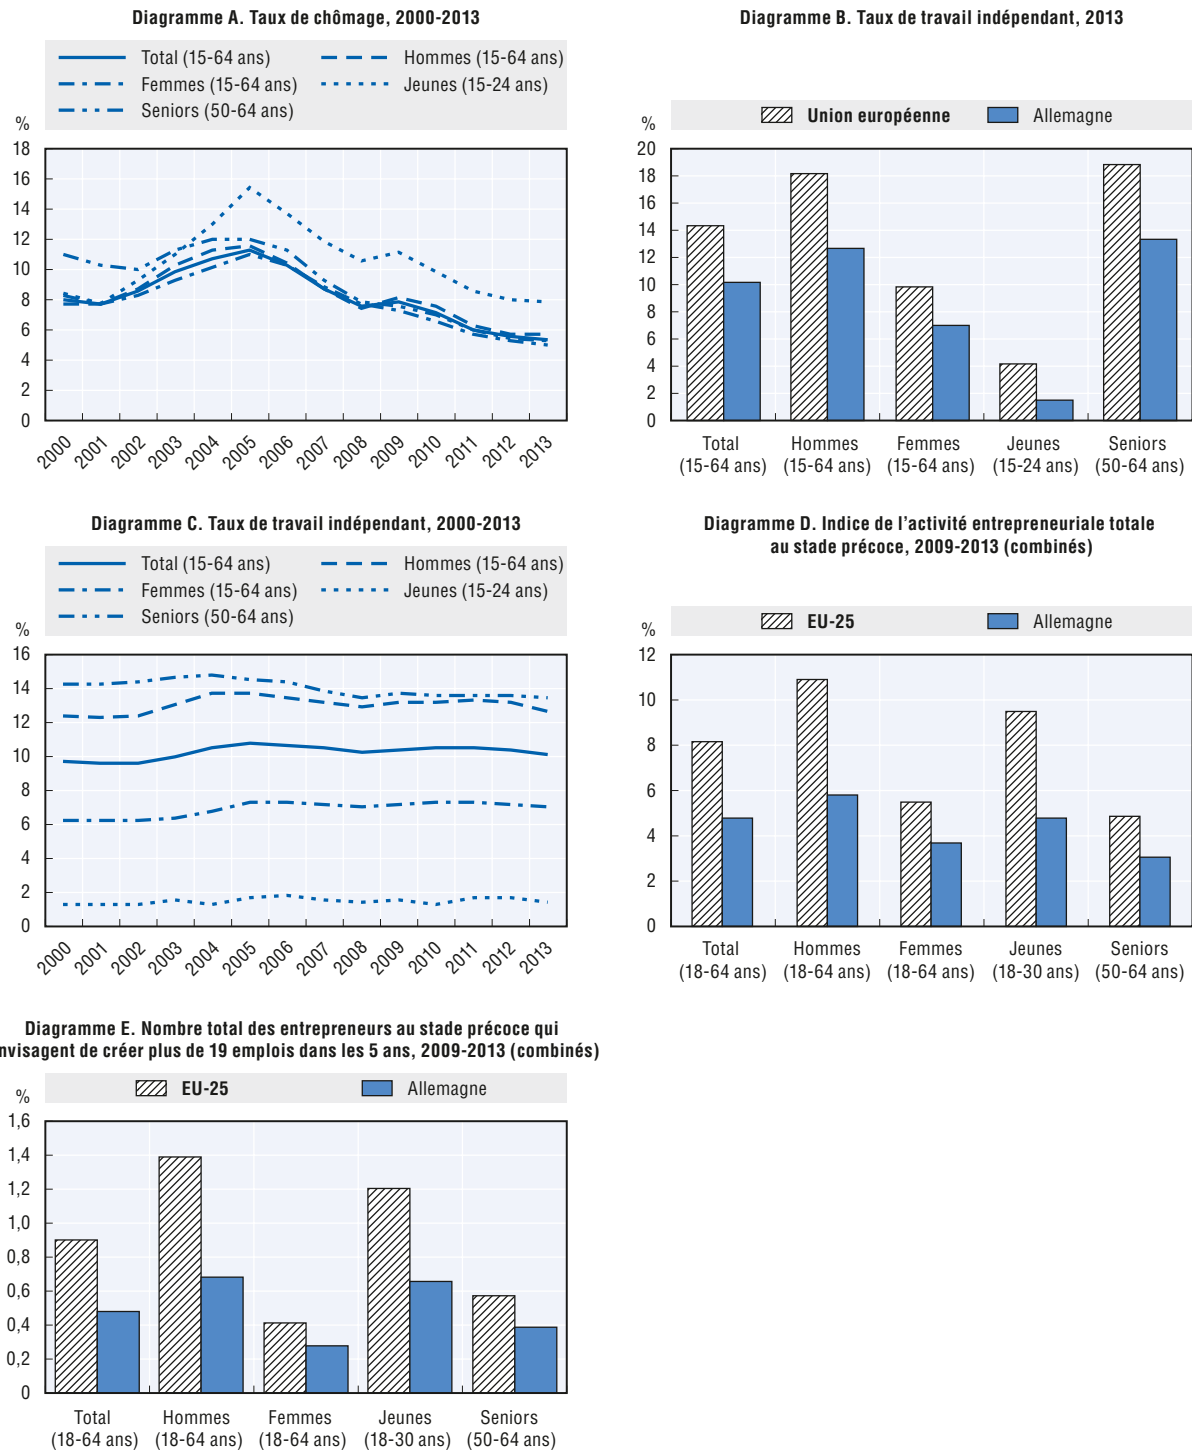 Diagramme A. Taux de chômage, 2000-2013
Total (15-64 ans)
Hommes (15-64 ans)
Femmes (15-64 ans)
Jeunes (15-24 ans)
Seniors (50-64 ans)
%
18
16
14
12
10
8
6
4
2
0
2000 2001 2002 2003 2004 2005 2006 2007 2008 2009 2010 2011 2012 2013
Diagramme B. Taux de travail indépendant, 2013
Union européenne
Allemagne
%
20
18
16
14
12
10
8
6
4
2
0
Total Hommes Femmes Jeunes Seniors
(15-64 ans) (15-64 ans) (15-64 ans) (15-24 ans) (50-64 ans)
Diagramme C. Taux de travail indépendant, 2000-2013
Total (15-64 ans)
Hommes (15-64 ans)
Femmes (15-64 ans)
Jeunes (15-24 ans)
Seniors (50-64 ans)
%
16
14
12
10
8
6
4
2
0
2000 2001 2002 2003 2004 2005 2006 2007 2008 2009 2010 2011 2012 2013
Diagramme D. Indice de l'activité entrepreneuriale totale
au stade précoce, 2009-2013 (combinés)
EU-25
Allemagne
%
12
10
8
6
4
2
0
Total Hommes Femmes Jeunes Seniors
(18-64 ans) (18-64 ans) (18-64 ans) (18-30 ans) (50-64 ans)
Diagramme E. Nombre total des entrepreneurs au stade précoce qui
nvisagent de créer plus de 19 emplois dans les 5 ans, 2009-2013 (combinés)
EU-25
Allemagne
%
1,6
1,4
1,2
1,0
0,8
0,6
0,4
0,2
0
Total Hommes Femmes Jeunes Seniors
(18-64 ans) (18-64 ans) (18-64 ans) (18-30 ans) (50-64 ans)